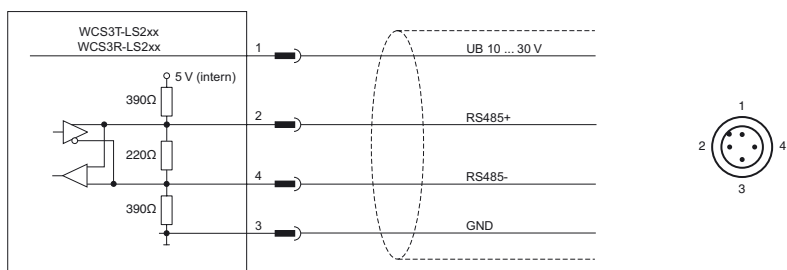 WCS3T-LS2xx
WCS3R-LS2xx
1
UB 10 ... 30 V
5 V (intern)
390Ω
2
RS485+
220Ω
4
RS485-
390Ω
3
GND
1
2
4
3